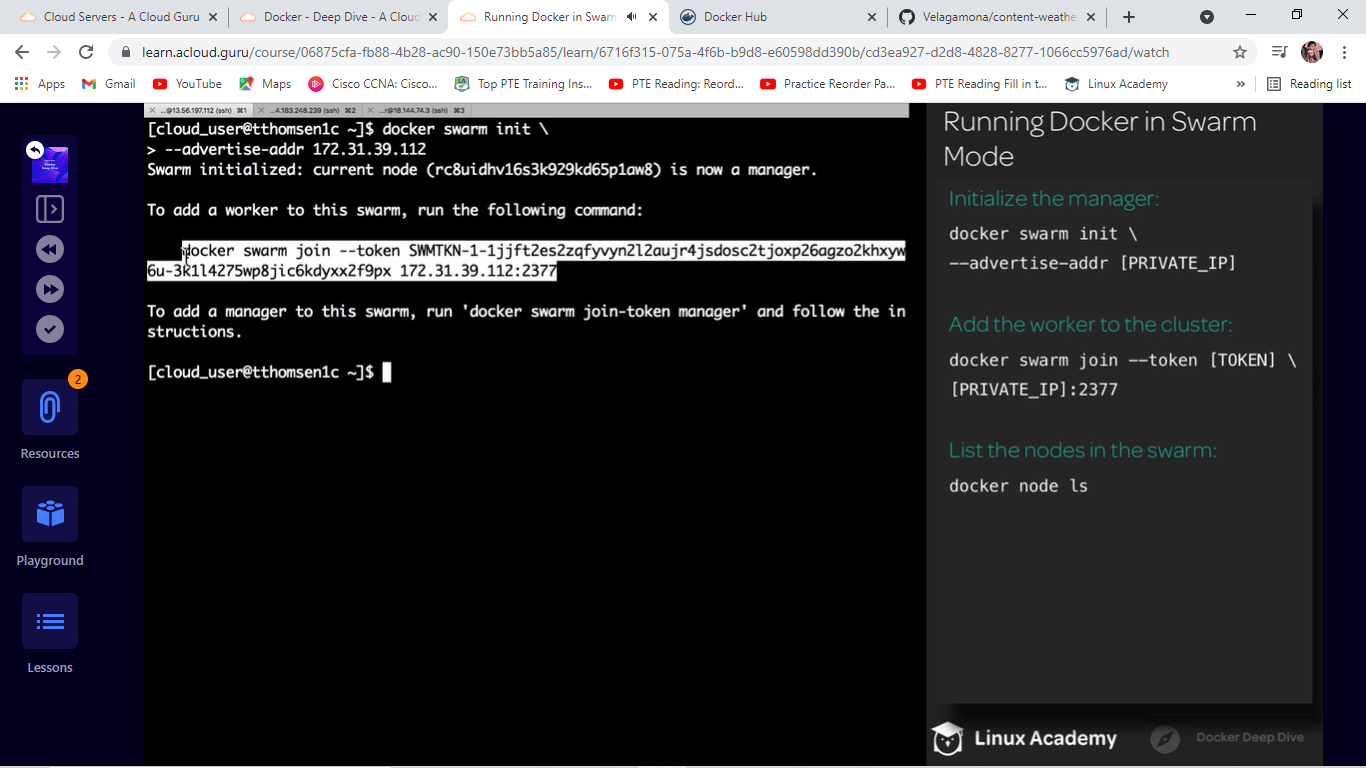 Cloud Servers - A Cloud Guru
Docker - Deep Dive - A Cloud
Running Docker in Swarm
Docker Hub
Velagamona/content-weathe
learn.acloud.guru/course/06875cfa-fb88-4b28-ac90-150e73bb5a85/learn/6716f315-075a-4f6b-b9d8-e60598dd390b/cd3ea927-d2d8-4828-8277-1066cc5976ad/watch
Apps
Gmail
YouTube
Maps
Cisco CCNA: Cisco...
Top PTE Training Ins...
PTE Reading: Reord...
Practice Reorder Pa...
PTE Reading Fill in t...
Linux Academy
»
Reading list
Docker
Deep Dive
2
Resources
Playground
Lessons
...@13.56.197.112 (ssh) ⌘1
...4.183.248.239 (ssh) ⌘2
...r@18.144.74.3 (ssh) ⌘3
[cloud_user@tthomsen1c ~]$ docker swarm init \
> --advertise-addr 172.31.39.112
Swarm initialized: current node (rc8uidhv16s3k929kd65p1aw8) is now a manager.
To add a worker to this swarm, run the following command:
docker swarm join --token SWMTKN-1-1jjft2es2zqfyvyn2l2aujr4jsdosc2tjoxp26agzo2khxyw
6u-3k1l4275wp8jic6kdyxx2f9px 172.31.39.112:2377
To add a manager to this swarm, run 'docker swarm join-token manager' and follow the in
structions.
[cloud_user@tthomsen1c ~]$
Running Docker in Swarm
Mode
Initialize the manager:
docker swarm init \
--advertise-addr [PRIVATE_IP]
Add the worker to the cluster:
docker swarm join --token [TOKEN] \
[PRIVATE_IP]:2377
List the nodes in the swarm:
docker node ls
Linux Academy
Docker Deep Dive